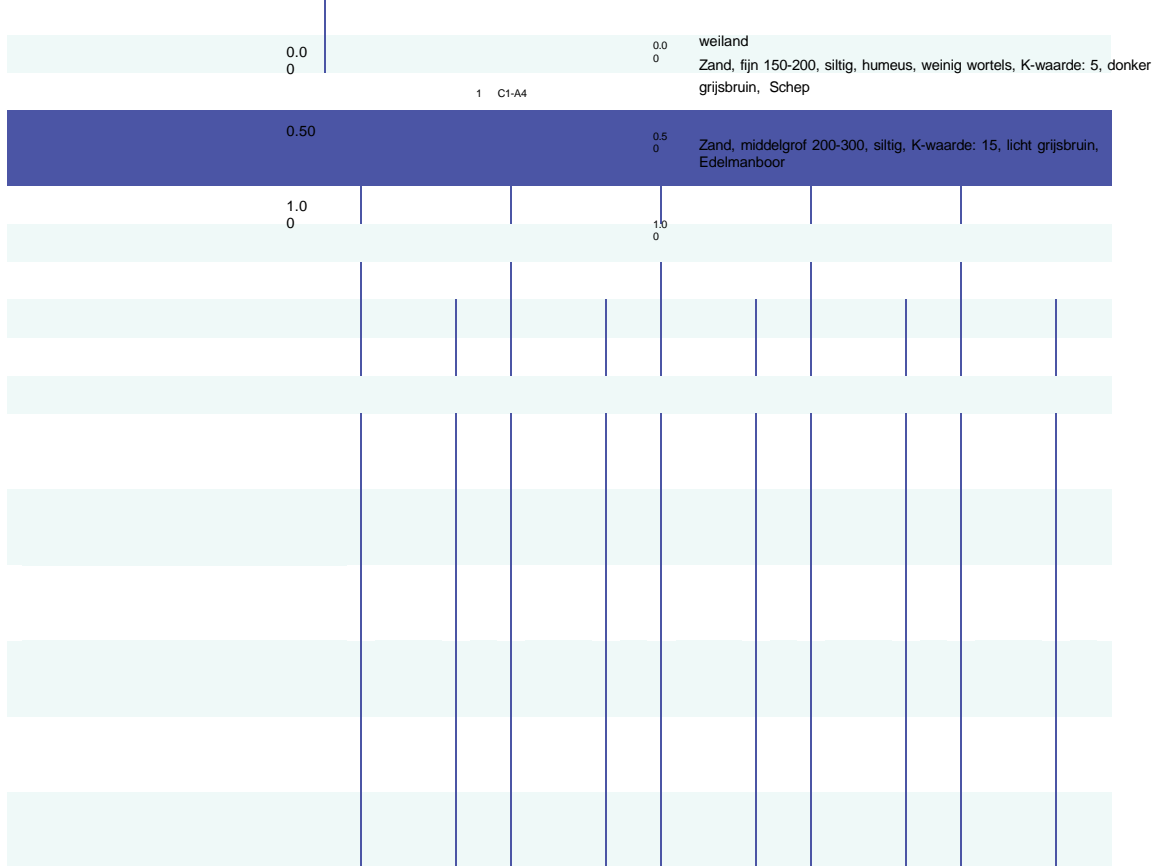 weiland
0.0
0
0.0
0
Zand, fijn 150-200, siltig, humeus, weinig wortels, K-waarde: 5, donker
grijsbruin, Schep
1 C1-A4
0.50
0.5
0
Zand, middelgrof 200-300, siltig, K-waarde: 15, licht grijsbruin,
Edelmanboor
1.0
0
1.0
0